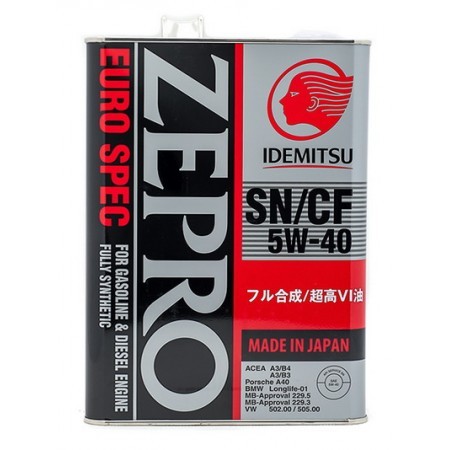 EURO SPEC
FOR GASOLINE & DIESEL ENGINE
FULLY SYNTHETIC
ZEPRO
IDEMITSU
SN/CF
5W-40
フル合成/超高VI油
MADE IN JAPAN
ACEA A3/B4
A3/B3
Porsche A40
BMW Longlife-01
MB-Approval 229.5
MB-Approval 229.3
VW 502.00 / 505.00